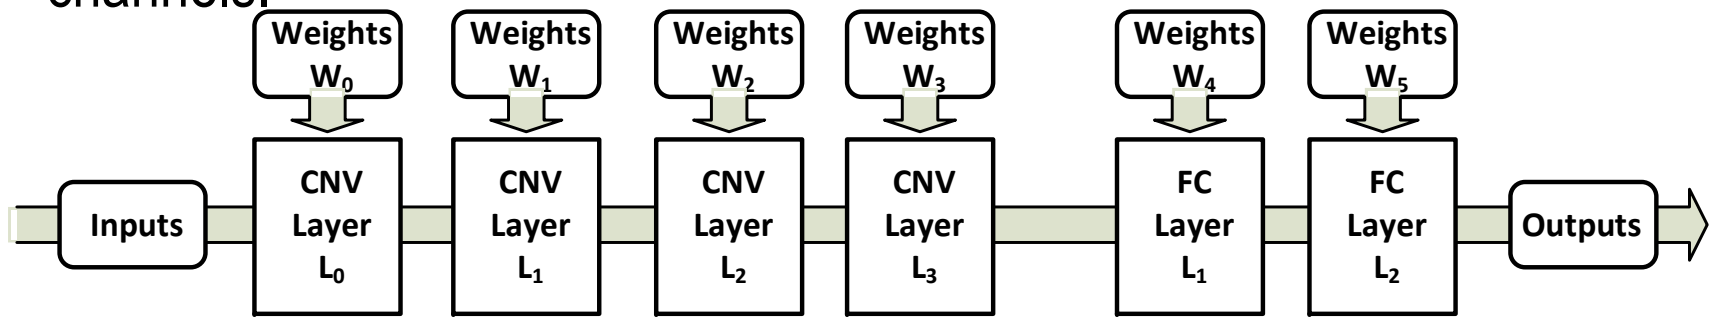 channels.
Weights
W₀
Weights
W₁
Weights
W₂
Weights
W₃
Weights
W₄
Weights
W₅
Inputs
CNV
Layer
L₀
CNV
Layer
L₁
CNV
Layer
L₂
CNV
Layer
L₃
FC
Layer
L₁
FC
Layer
L₂
Outputs